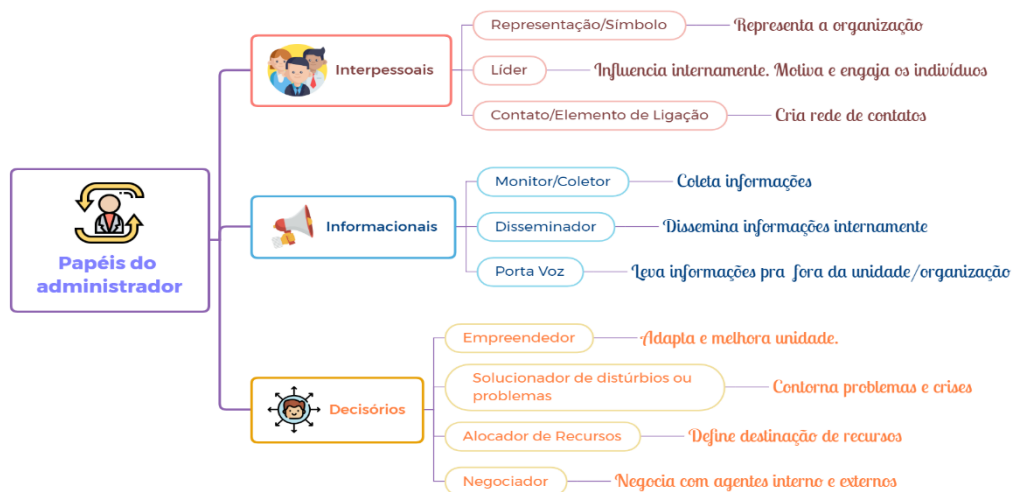 Papéis do
administrador
Interpessoais
Representação/Símbolo
Representa a organização
Líder
Influencia internamente. Motiva e engaja os indivíduos
Contato/Elemento de Ligação
Cria rede de contatos
Informacionais
Monitor/Coletor
Coleta informações
Disseminador
Dissemina informações internamente
Porta Voz
Leva informações pra fora da unidade/organização
Decisórios
Empreendedor
Adapta e melhora unidade.
Solucionador de distúrbios ou
problemas
Contorna problemas e crises
Alocador de Recursos
Define destinação de recursos
Negociador
Negocia com agentes interno e externos